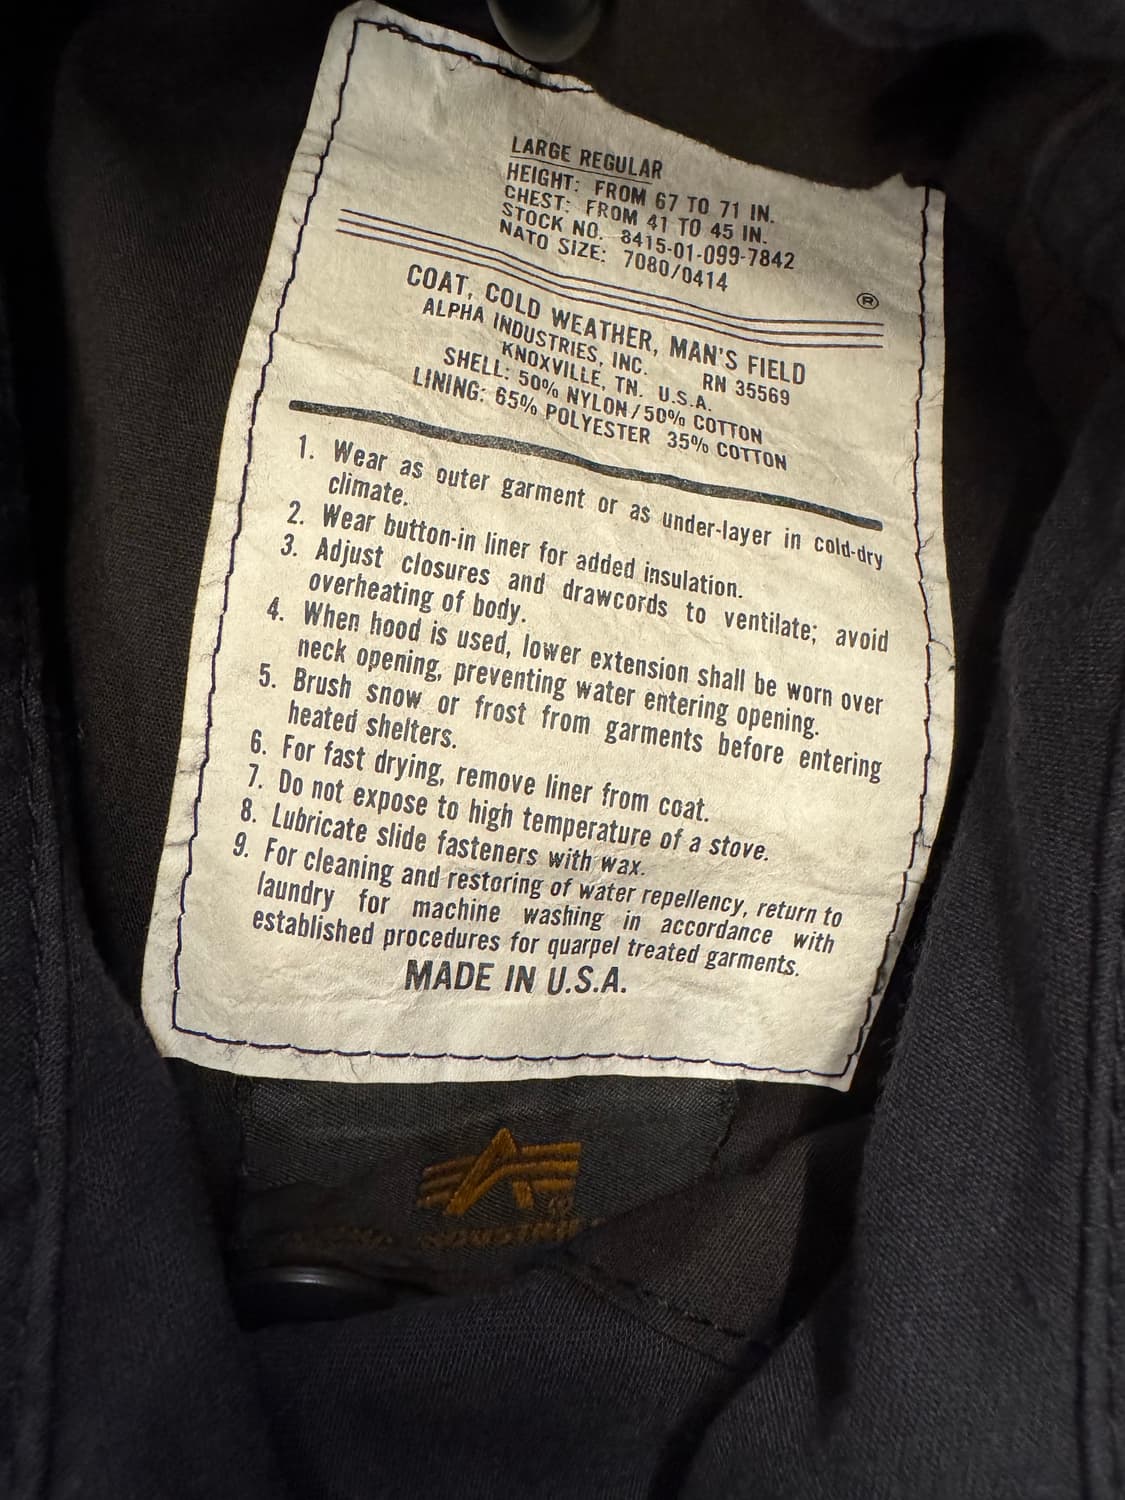 LARGE REGULAR
HEIGHT: FROM 67 TO 71 IN.
CHEST: FROM 41 TO 45 IN.
STOCK NO. 8415-01-099-7842
NATO SIZE: 7080/0414
®
COAT, COLD WEATHER, MAN'S FIELD
ALPHA INDUSTRIES, INC. RN 35569
KNOXVILLE, TN. U.S.A.
SHELL: 50% NYLON/50% COTTON
LINING: 65% POLYESTER 35% COTTON
1. Wear as outer garment or as under-layer in cold-dry
climate.
2. Wear button-in liner for added insulation.
3. Adjust closures and drawcords to ventilate; avoid
overheating of body.
4. When hood is used, lower extension shall be worn over
neck opening, preventing water entering opening.
5. Brush snow or frost from garments before entering
heated shelters.
6. For fast drying, remove liner from coat.
7. Do not expose to high temperature of a stove.
8. Lubricate slide fasteners with wax.
9. For cleaning and restoring of water repellency, return to
laundry for machine washing in accordance with
established procedures for quarpel treated garments.
MADE IN U.S.A.
®